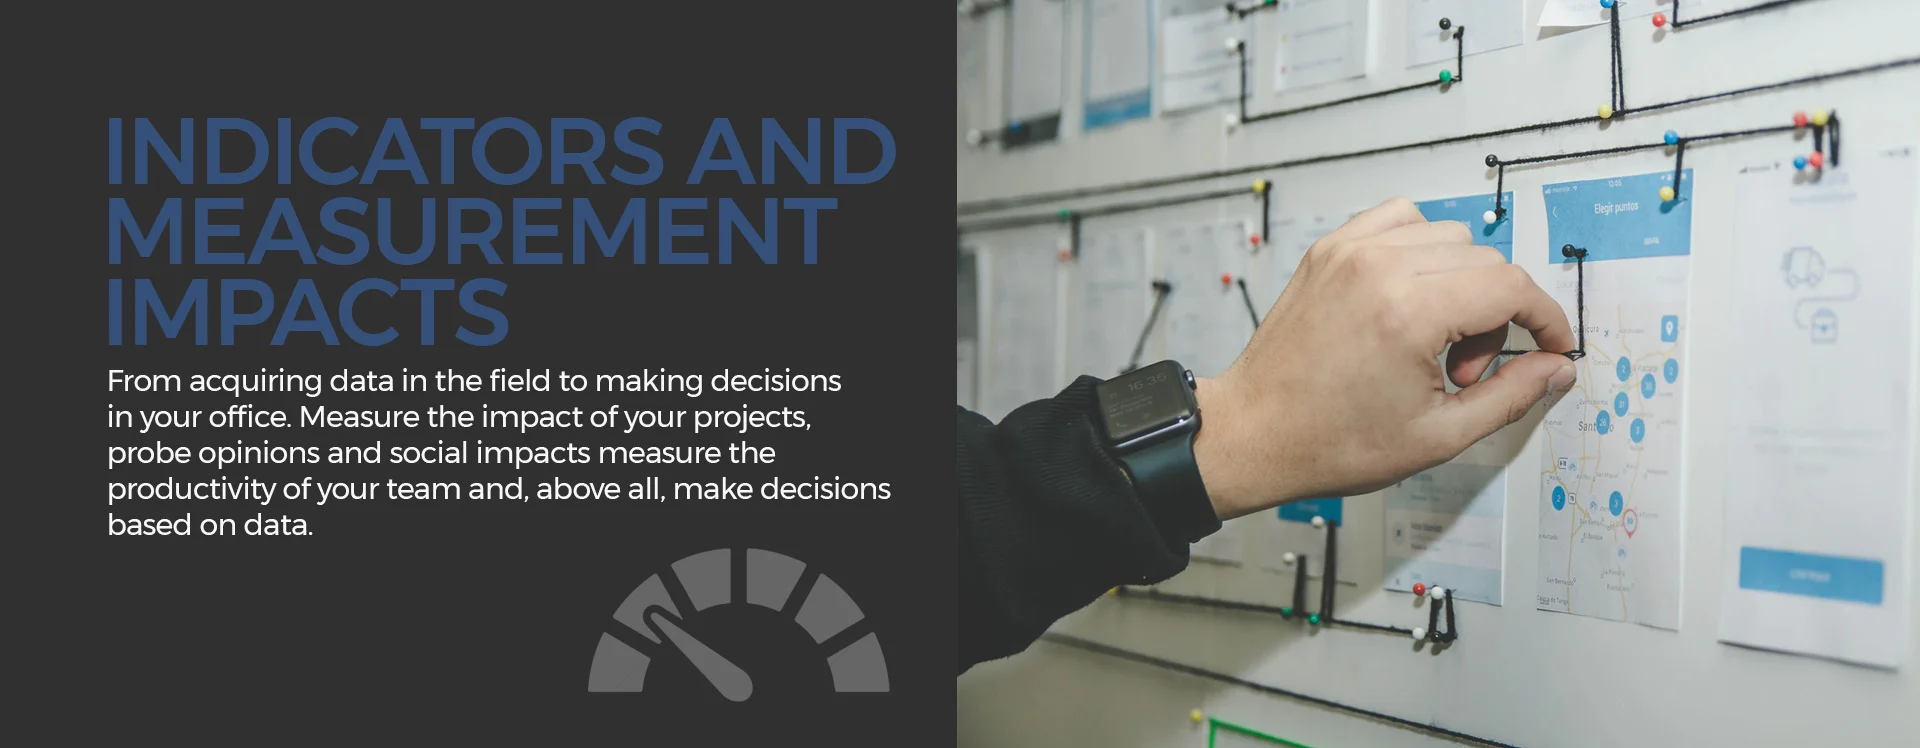 INDICATORS AND
MEASUREMENT
IMPACTS
From acquiring data in the field to making decisions
in your office. Measure the impact of your projects,
probe opinions and social impacts measure the
productivity of your team and, above all, make decisions
based on data.
16:35
Elegir puntos